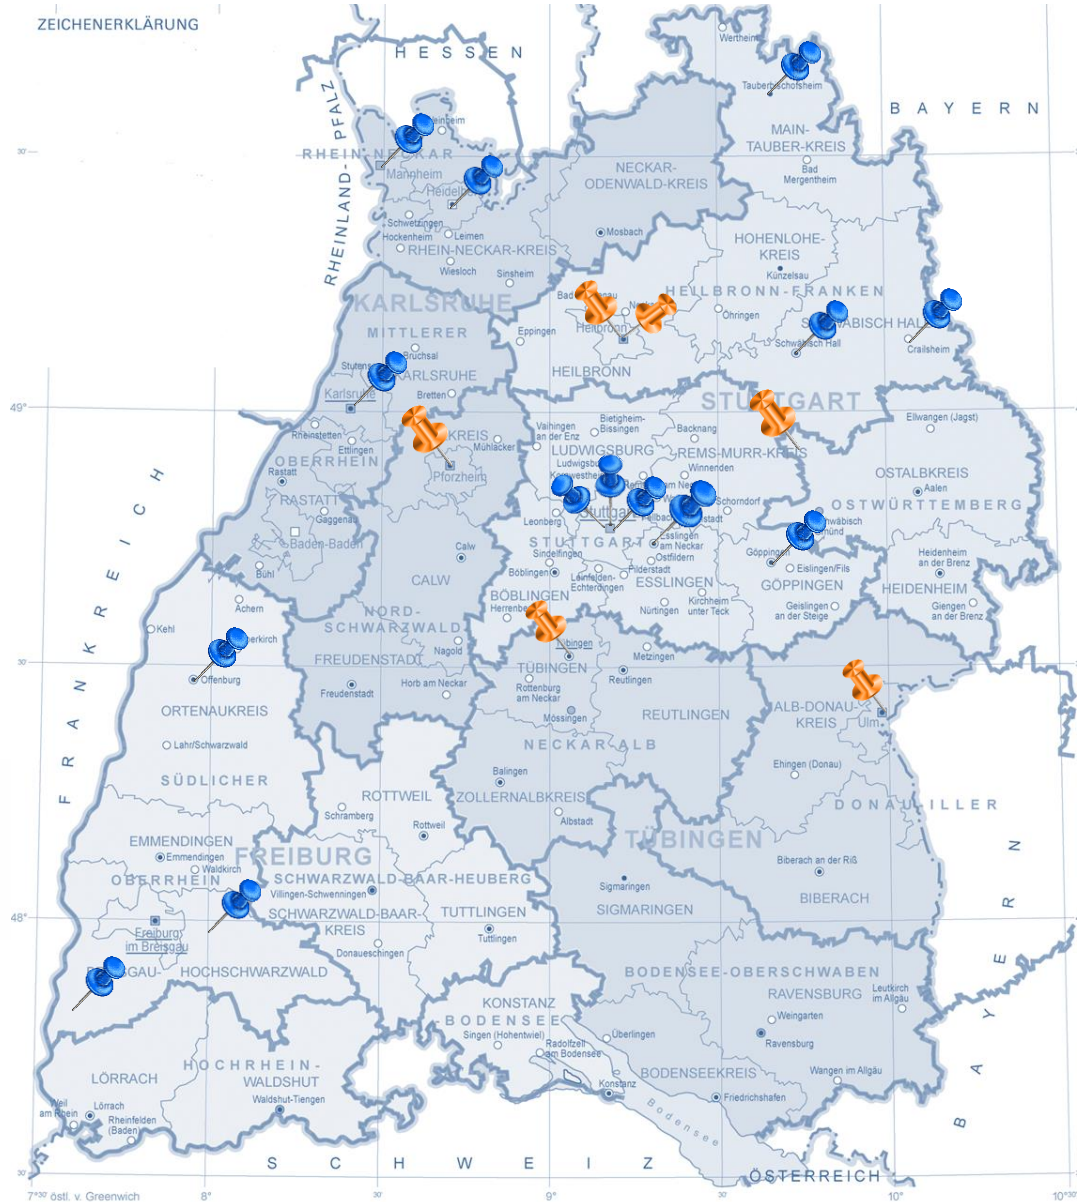 ZEICHENERKLÄRUNG
HESSEN
Wertheim
Tauberbischofsheim
BAYERN
RHEINLAND-PFALZ
MAIN-
TAUBER-KREIS
Bad
Mergentheim
RHEIN-NECKAR
Mannheim
NECKAR-
ODENWALD-KREIS
Schwetzingen
Hockenheim
Leimen
RHEIN-NECKAR-KREIS
Wiesloch
Sinsheim
Mosbach
HOHENLOHE-
KREIS
Künzelsau
HEILBRONN-FRANKEN
KARLSRUHE
Öhringen
Heilbronn
MITTLERER
Eppingen
Schwäbisch Hall
Crailsheim
Bruchsal
KARLSRUHE
HEILBRONN
Bretten
Karlsruhe
STUTTGART
49°
Rheinstetten
Ettlingen
KREIS
Mühlacker
Vaihingen
an der Enz
Bietigheim-
Bissingen
Backnang
Ellwangen (Jagst)
LUDWIGSBURG
REMS-MURR-KREIS
OBERRHEIN
Pforzheim
Winnenden
OSTALBKREIS
Aalen
Rastatt
RASTATT
Gaggenau
Schorndorf
OSTWÜRTTEMBERG
Leonberg
Stuttgart
Baden-Baden
STUTTGART
Esslingen
am Neckar
Ostfildern
Sindelfingen
Böblingen
Filderstadt
Leinfelden-
Echterdingen
Göppingen
Eislingen/Fils
GÖPPINGEN
Heidenheim
an der Brenz
HEIDENHEIM
Bühl
Calw
CALW
ESSLINGEN
BÖBLINGEN
Nürtingen
Kirchheim
unter Teck
Geislingen
an der Steige
Giengen
an der Brenz
FRANKREICH
Achern
Kehl
NORD-
SCHWARZWALD
Nagold
Metzingen
Offenburg
FREUDENSTADT
Freudenstadt
Horb am Neckar
TÜBINGEN
Rottenburg
am Neckar
Reutlingen
Mössingen
REUTLINGEN
ORTENAUKREIS
ALB-DONAU-
KREIS
Ulm
Lahr/Schwarzwald
NECKAR-ALB
SÜDLICHER
Balingen
Ehingen (Donau)
ROTTWEIL
ZOLLERNALBKREIS
Schramberg
Albstadt
DONAU-ILLER
Rottweil
EMMENDINGEN
Emmendingen
Waldkirch
FREIBURG
TÜBINGEN
Biberach an der Riß
OBERRHEIN
SCHWARZWALD-BAAR-HEUBERG
Villingen-Schwenningen
Sigmaringen
SIGMARINGEN
BIBERACH
SCHWARZWALD-BAAR-
KREIS
TUTTLINGEN
Tuttlingen
48°
Freiburg
im Breisgau
Donaueschingen
HOCHSCHWARZWALD
BODENSEE-OBERSCHWABEN
RAVENSBURG
Leutkirch
im Allgäu
BAYERN
KONSTANZ
BODENSEE
Singen (Hohentwiel)
Radolfzell
am Bodensee
Überlingen
Weingarten
Ravensburg
HOCHRHEIN-
WALDSHUT
LÖRRACH
BODENSEEKREIS
Wangen im Allgäu
Waldshut-Tiengen
Konstanz
Friedrichshafen
Weil
am Rhein
Lörrach
Rheinfelden
(Baden)
Bodensee
SCHWEIZ
ÖSTERREICH
7°30' östl. v. Greenwich
8°
30'
9°
30'
10°
10°30'